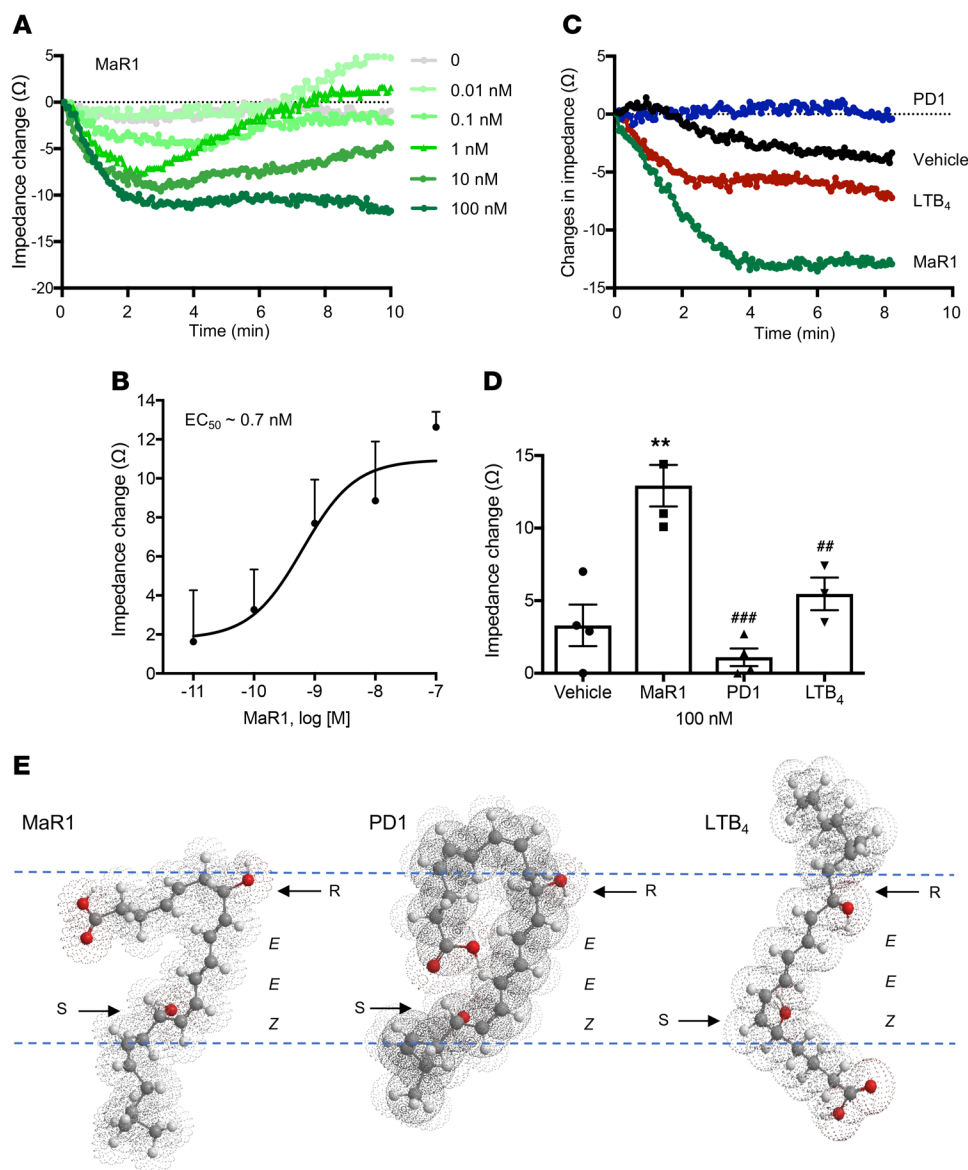 A
MaR1
Impedance change (Ω)
5
0
-5
-10
-15
-20
0
2
4
6
8
10
Time (min)
0
0.01 nM
0.1 nM
1 nM
10 nM
100 nM
C
Changes in impedance (Ω)
5
0
-5
-10
-15
0
2
4
6
8
10
Time (min)
PD1
Vehicle
LTB4
MaR1
B
EC50 ~ 0.7 nM
Impedance change (Ω)
14
12
10
8
6
4
2
0
-11
-10
-9
-8
-7
MaR1, log [M]
D
Impedance change (Ω)
15
10
5
0
**
###
##
Vehicle
MaR1
PD1
LTB4
100 nM
E
MaR1
R
E
E
S
Z
PD1
R
E
E
S
Z
LTB4
R
E
E
S
Z